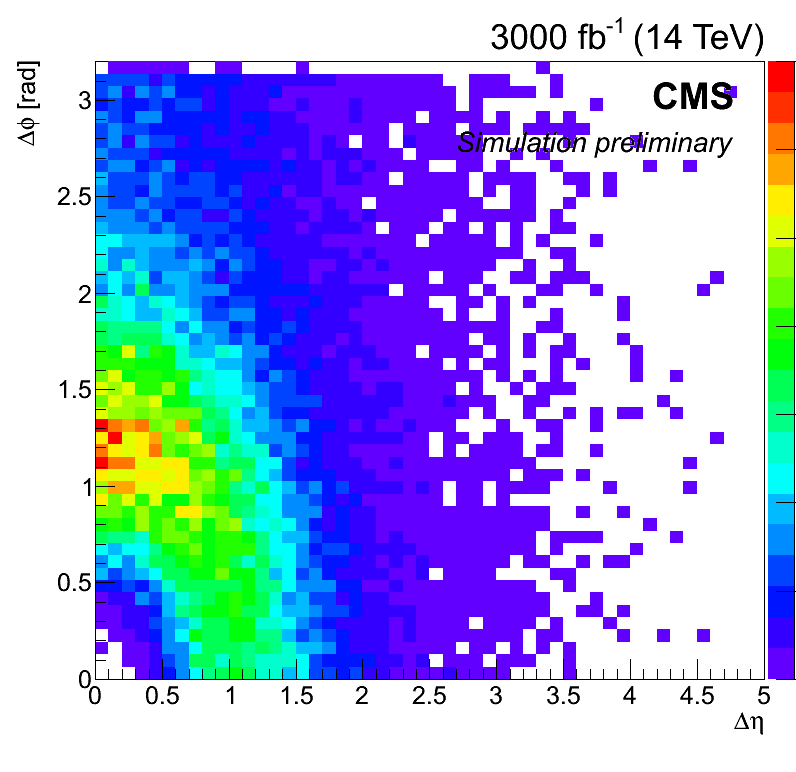 3000 fb-1 (14 TeV)
CMS
Simulation preliminary
Δϕ [rad]
3
2.5
2
1.5
1
0.5
0
0 0.5 1 1.5 2 2.5 3 3.5 4 4.5 5
Δη